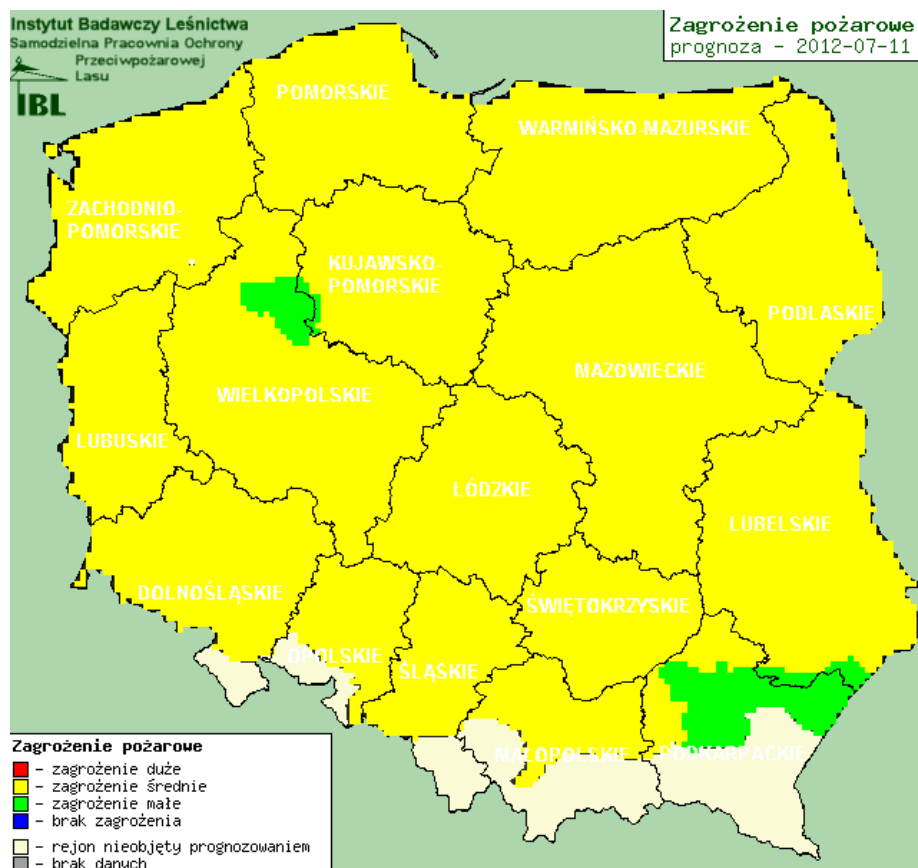 Instytut Badawczy Leśnictwa
Samodzielna Pracownia Ochrony
Przeciwpożarowej
Lasu
IBL
Zagrożenie pożarowe
prognoza - 2012-07-11
POMORSKIE
WARMIŃSKO-MAZURSKIE
ZACHODNIO-
POMORSKIE
KUJAWSKO-
POMORSKIE
PODLASKIE
MAZOWIECKIE
WIELKOPOLSKIE
LUBUSKIE
ŁÓDZKIE
LUBELSKIE
DOLNOŚLĄSKIE
ŚWIĘTOKRZYSKIE
OPOLSKIE
ŚLĄSKIE
MAŁOPOLSKIE
PODKARPACKIE
Zagrożenie pożarowe
- zagrożenie duże
- zagrożenie średnie
- zagrożenie małe
- brak zagrożenia
- rejon nieobjęty prognozowaniem
- brak danych